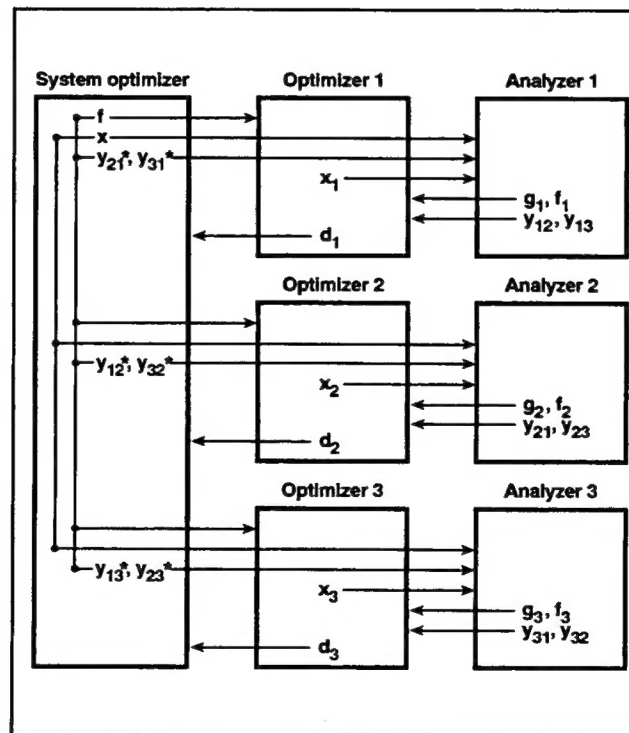 System optimizer
Optimizer 1
Analyzer 1
f
x
y21*, y31*
x1
g1, f1
y12, y13
d1
Optimizer 2
Analyzer 2
y12*, y32*
x2
g2, f2
y21, y23
d2
Optimizer 3
Analyzer 3
y13*, y23*
x3
g3, f3
y31, y32
d3